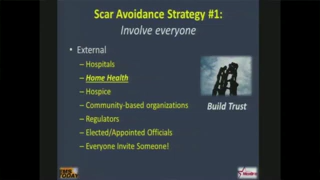 Scar Avoidance Strategy #1:
Involve everyone
• External
– Hospitals
– Home Health
– Hospice
– Community-based organizations
– Regulators
– Elected/Appointed Officials
– Everyone Invite Someone!
Build Trust
TODAY